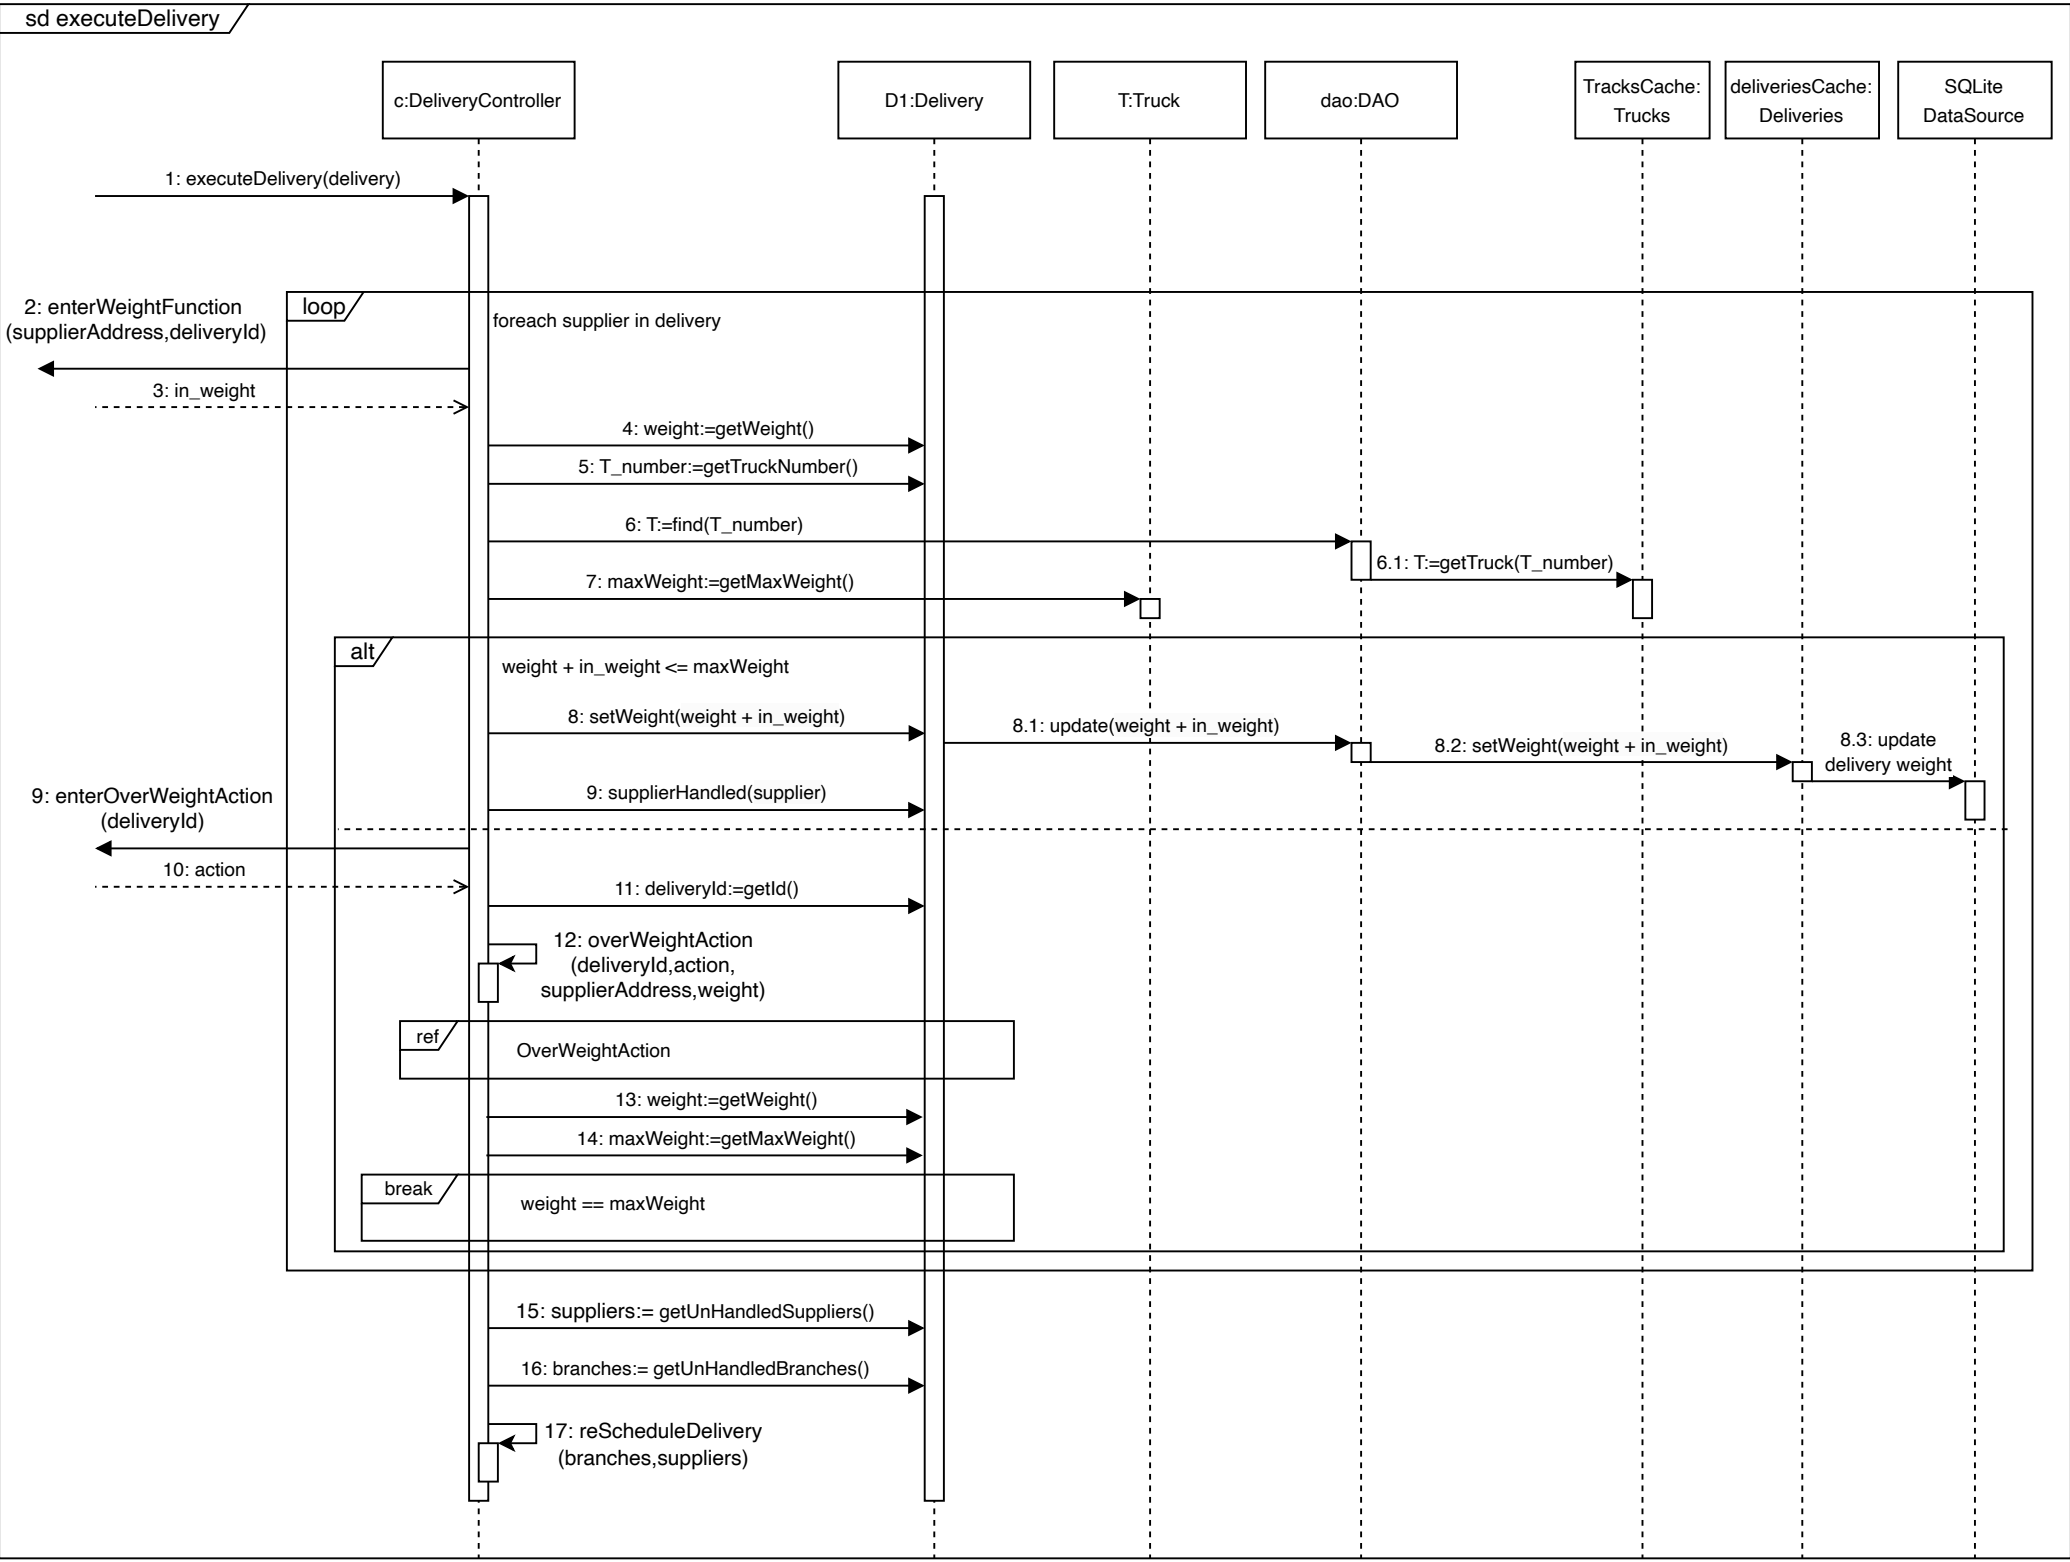 sd executeDelivery
c:DeliveryController
D1:Delivery
T:Truck
dao:DAO
TracksCache:
Trucks
deliveriesCache:
Deliveries
SQLite
DataSource
1: executeDelivery(delivery)
loop
foreach supplier in delivery
2: enterWeightFunction
(supplierAddress,deliveryId)
3: in_weight
4: weight:=getWeight()
5: T_number:=getTruckNumber()
6: T:=find(T_number)
6.1: T:=getTruck(T_number)
7: maxWeight:=getMaxWeight()
alt
weight + in_weight <= maxWeight
8: setWeight(weight + in_weight)
8.1: update(weight + in_weight)
8.2: setWeight(weight + in_weight)
8.3: update
delivery weight
9: supplierHandled(supplier)
9: enterOverWeightAction
(deliveryId)
10: action
11: deliveryId:=getId()
12: overWeightAction
(deliveryId,action,
supplierAddress,weight)
ref
OverWeightAction
13: weight:=getWeight()
14: maxWeight:=getMaxWeight()
break
weight == maxWeight
15: suppliers:= getUnHandledSuppliers()
16: branches:= getUnHandledBranches()
17: reScheduleDelivery
(branches,suppliers)